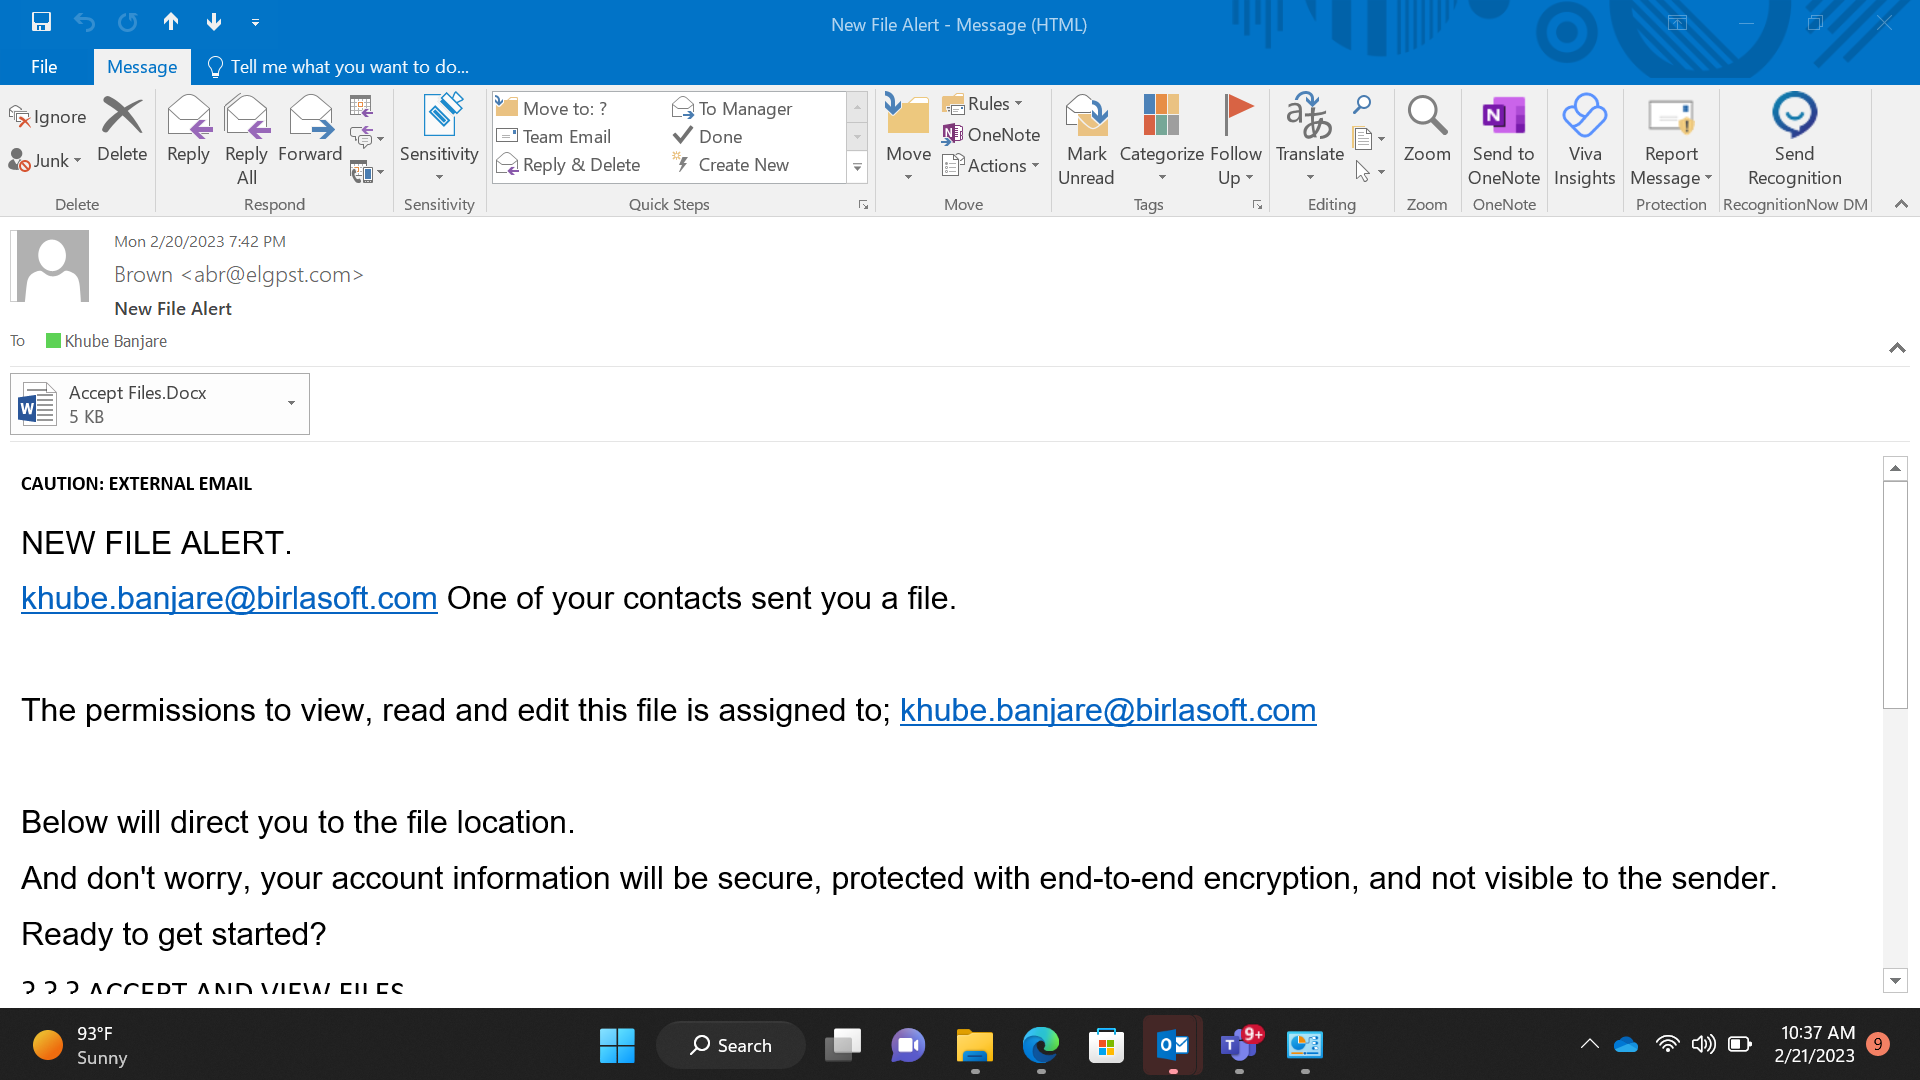 New File Alert - Message (HTML)
File
Message
Tell me what you want to do...
Ignore
Junk
Delete
Reply
Reply All
Forward
Sensitivity
Move to: ?
Team Email
Reply & Delete
To Manager
Done
Create New
Move
Rules
OneNote
Actions
Mark Unread
Categorize
Follow Up
Translate
Zoom
Send to OneNote
Viva Insights
Report Message
Send Recognition
Delete
Respond
Sensitivity
Quick Steps
Move
Tags
Editing
Zoom
OneNote
Protection
RecognitionNow DM
Mon 2/20/2023 7:42 PM
Brown <abr@elgpst.com>
New File Alert
To Khube Banjare
Accept Files.Docx
5 KB
CAUTION: EXTERNAL EMAIL
NEW FILE ALERT.
khube.banjare@birlasoft.com One of your contacts sent you a file.
The permissions to view, read and edit this file is assigned to; khube.banjare@birlasoft.com
Below will direct you to the file location.
And don't worry, your account information will be secure, protected with end-to-end encryption, and not visible to the sender.
Ready to get started?
? ? ? ACCEPT AND VIEW FILES
93°F
Sunny
Search
9+
10:37 AM
2/21/2023
9